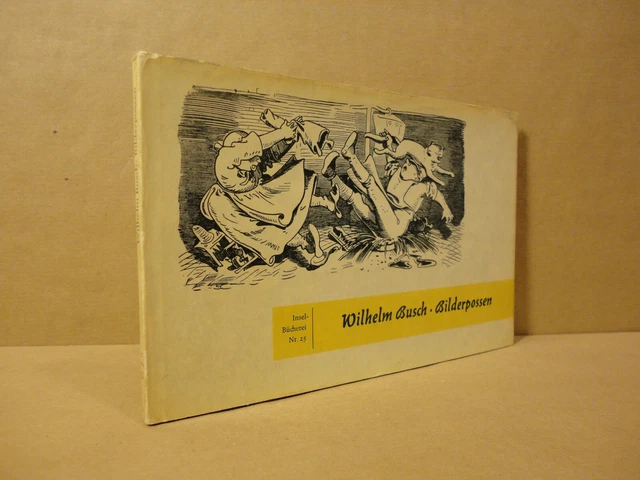 Insel-
Bücherei
Nr. 25
Wilhelm Busch · Bilderpossen